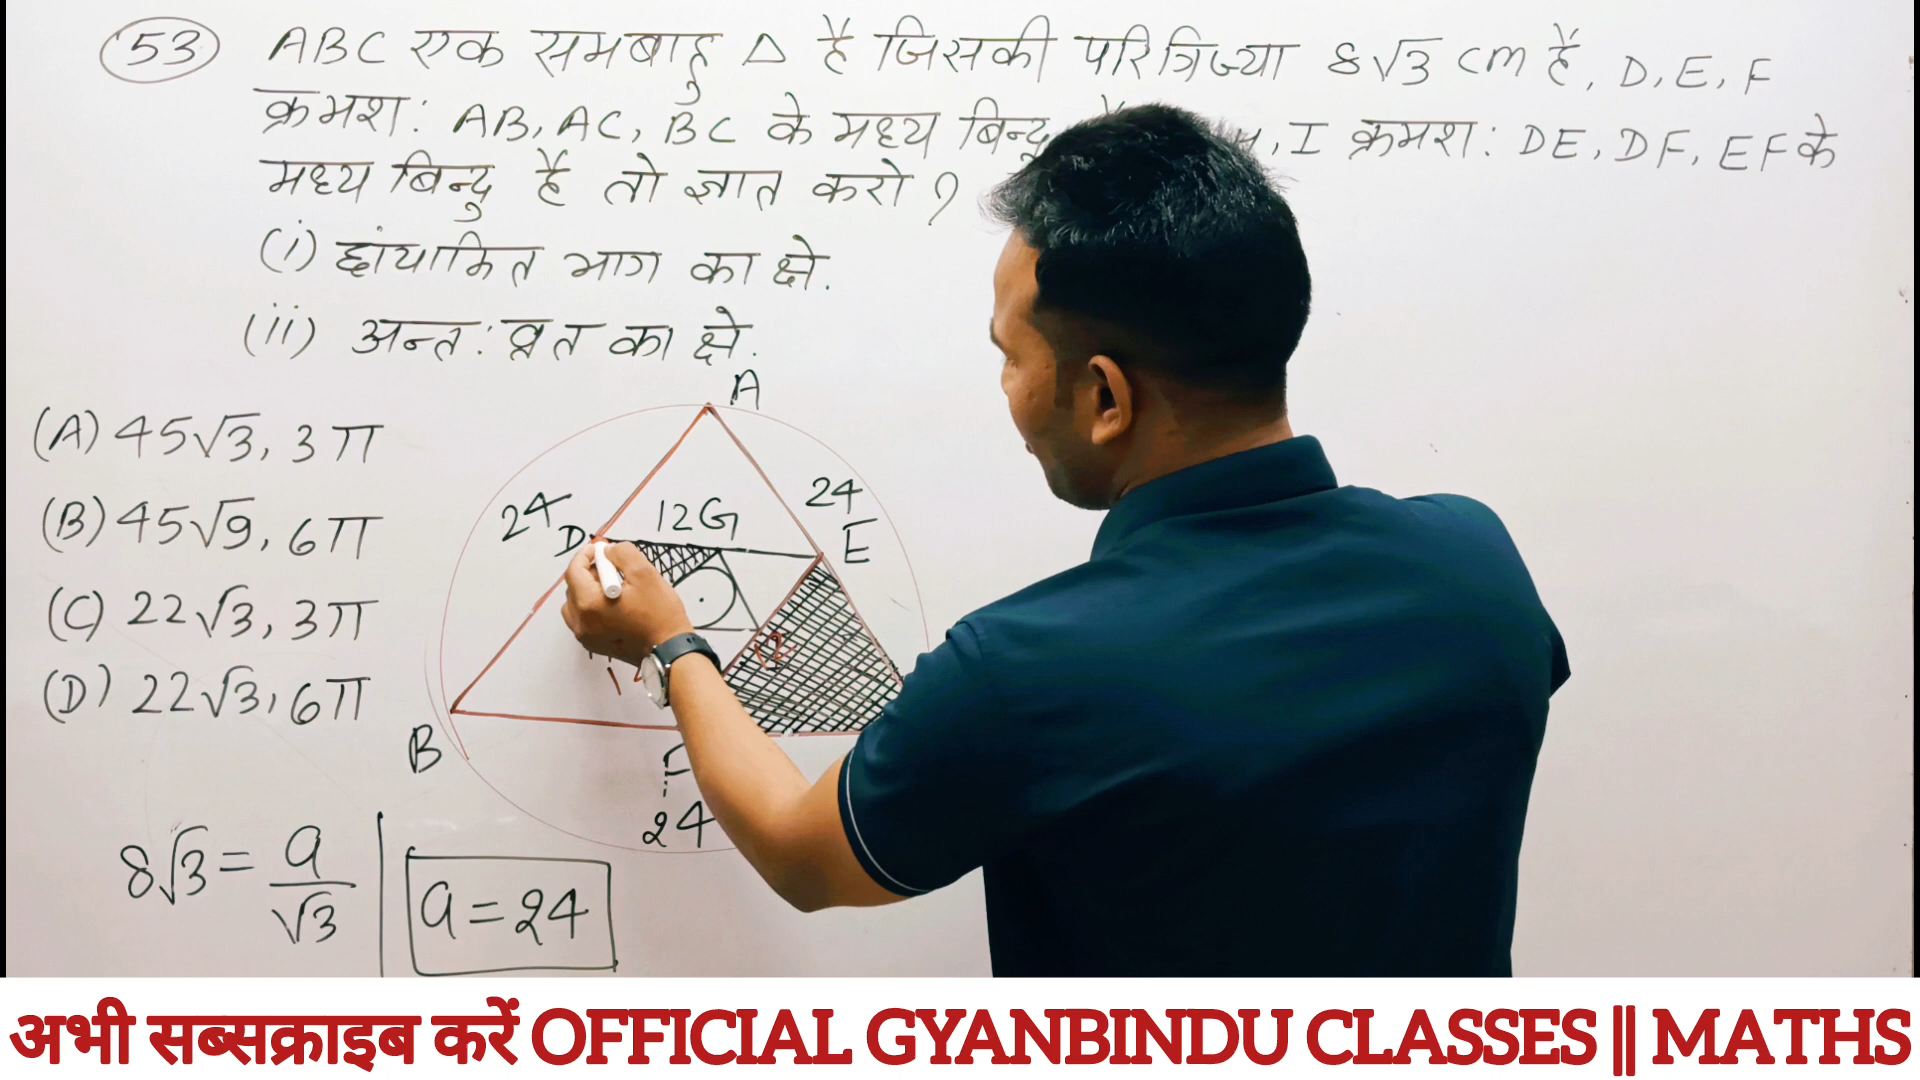 53 ABC एक समबाहु Δ है जिसकी परित्रिज्या 8√3 cm है, D, E, F
क्रमश: AB, AC, BC के मध्य बिन्दु , I क्रमश: DE, DF, EF के
मध्य बिन्दु है तो ज्ञात करो ?
(i) छांयाकित भाग का क्षे.
(ii) अन्त: व्रत का क्षे.
(A) 45√3, 3π
(B) 45√9, 6π
(C) 22√3, 3π
(D) 22√3, 6π
A
24
12 G
24
D
E
12
B
F
24
8√3 = a/√3
a = 24
अभी सब्सक्राइब करें OFFICIAL GYANBINDU CLASSES || MATHS